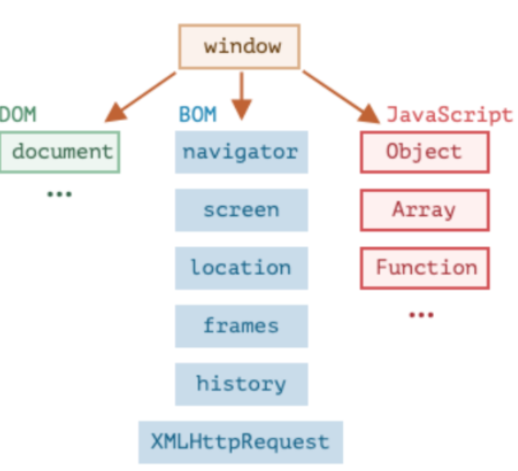 window
DOM
BOM
JavaScript
document
navigator
Object
...
screen
Array
location
Function
frames
...
history
XMLHttpRequest